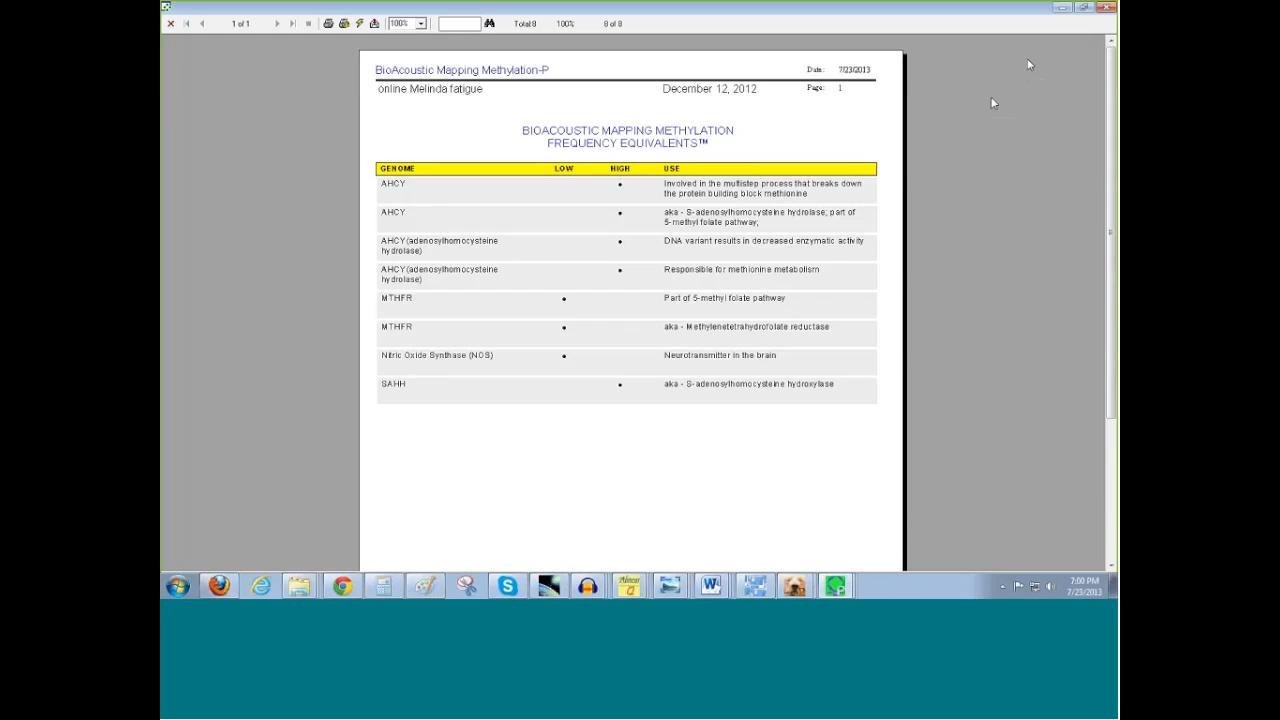 1 of 1
100%
Total:8
100%
8 of 8
BioAcoustic Mapping Methylation-P
Date: 7/23/2013
online Melinda fatigue
December 12, 2012
Page: 1
BIOACOUSTIC MAPPING METHYLATION
FREQUENCY EQUIVALENTS™
GENOME LOW HIGH USE
AHCY • Involved in the multistep process that breaks down
the protein building block methionine
AHCY • aka - S-adenosylhomocysteine hydrolase; part of
5-methyl folate pathway;
AHCY (adenosylhomocysteine • DNA variant results in decreased enzymatic activity
hydrolase)
AHCY (adenosylhomocysteine • Responsible for methionine metabolism
hydrolase)
MTHFR • Part of 5-methyl folate pathway
MTHFR • aka - Methylenetetrahydrofolate reductase
Nitric Oxide Synthase (NOS) • Neurotransmitter in the brain
SAHH • aka - S-adenosylhomocysteine hydroxylase
7:00 PM
7/23/2013